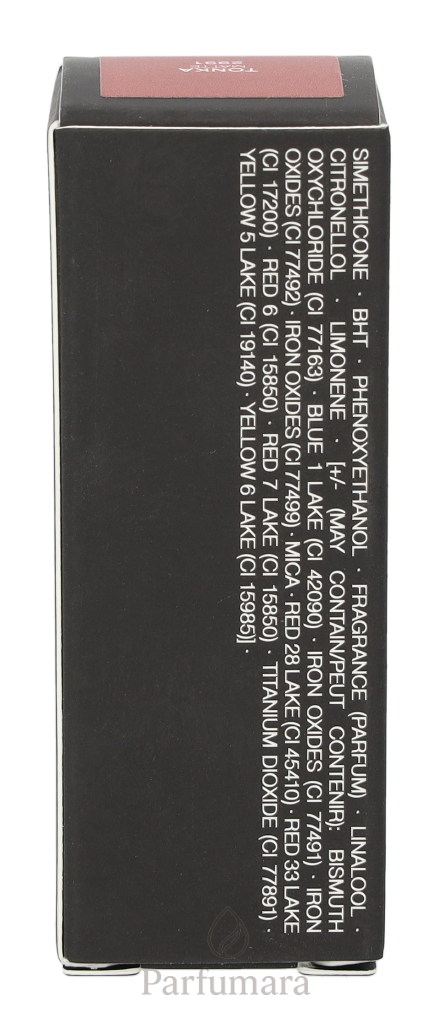 TONKA
MATTE
2991
SIMETHICONE · BHT · PHENOXYETHANOL · FRAGRANCE (PARFUM) · LINALOOL ·
CITRONELLOL · LIMONENE · [+/- (MAY CONTAIN/PEUT CONTENIR): BISMUTH
OXYCHLORIDE (CI 77163) · BLUE 1 LAKE (CI 42090) · IRON OXIDES (CI 77491) · IRON
OXIDES (CI 77492) · IRON OXIDES (CI 77499) · MICA · RED 28 LAKE (CI 45410) · RED 33 LAKE
(CI 17200) · RED 6 (CI 15850) · RED 7 LAKE (CI 15850) · TITANIUM DIOXIDE (CI 77891) ·
YELLOW 5 LAKE (CI 19140) · YELLOW 6 LAKE (CI 15985)] ·
Parfumara